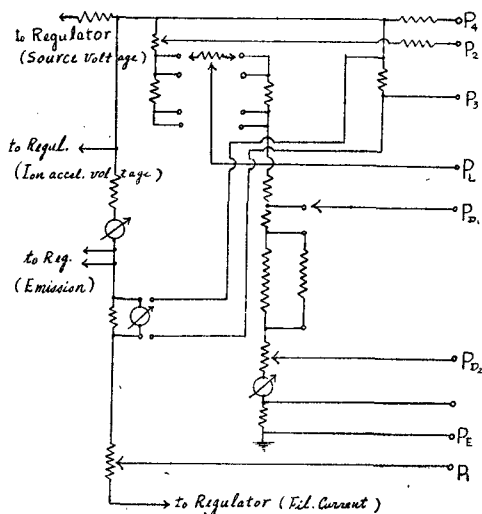 to Regulator
(Source Voltage)
P4
P2
P3
to Regul.
(Ion accel. voltage)
PL
PD1
to Reg.
(Emission)
PD2
PE
P1
to Regulator (Fil. Current)